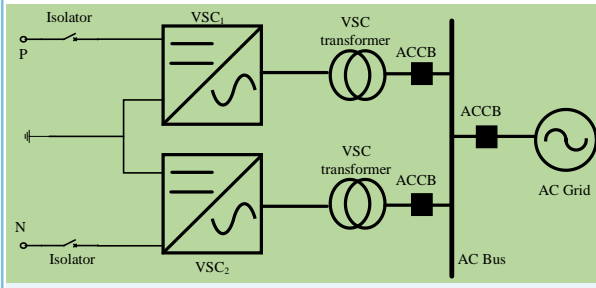 Isolator
VSC₁
VSC
transformer
ACCB
P
ACCB
VSC
transformer
ACCB
AC Grid
N
Isolator
VSC₂
AC Bus